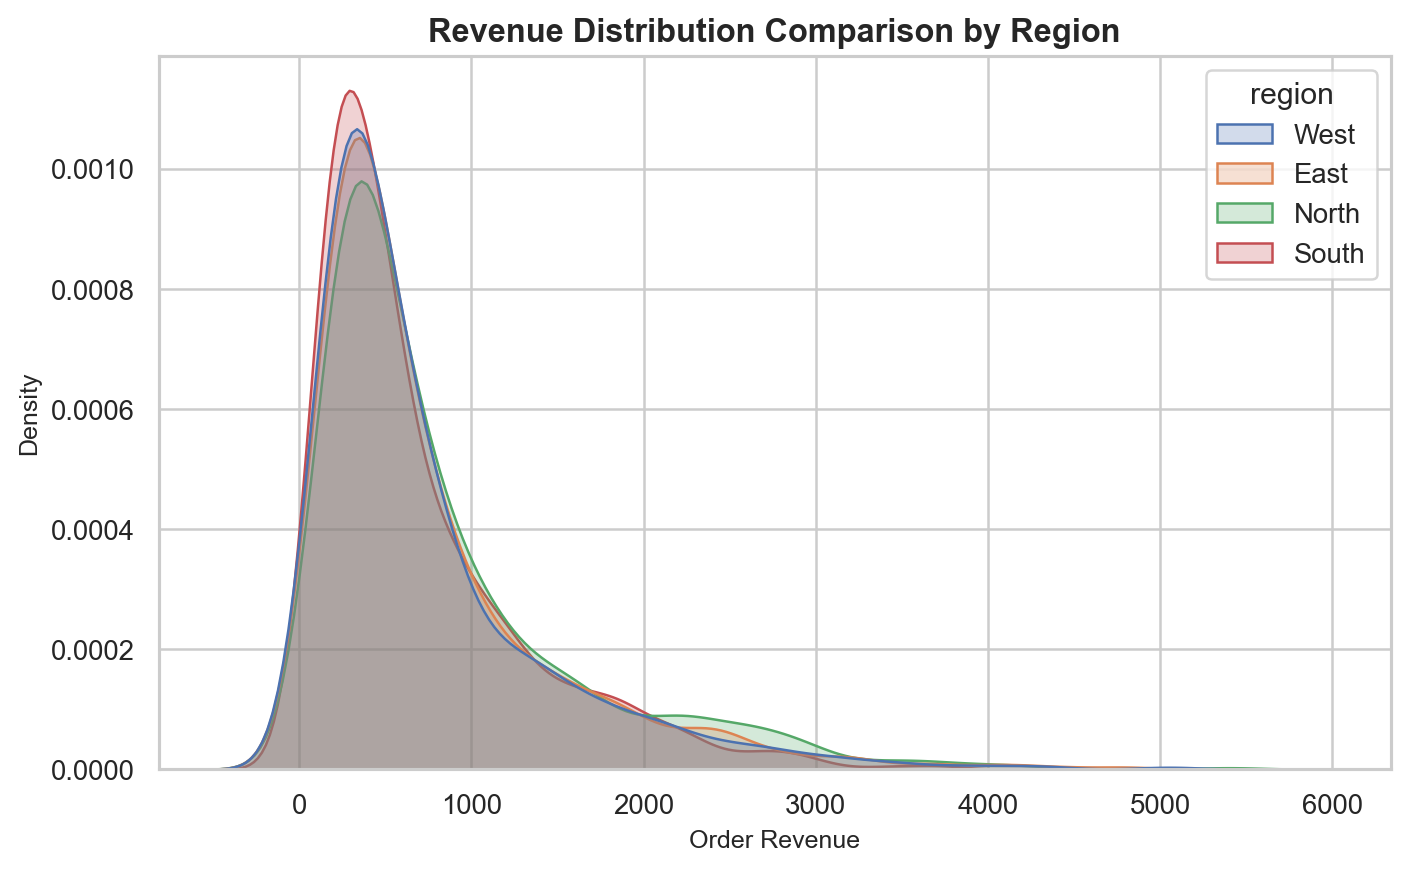 Revenue Distribution Comparison by Region
region
West
East
North
South
Density
0.0010
0.0008
0.0006
0.0004
0.0002
0.0000
0 1000 2000 3000 4000 5000 6000
Order Revenue